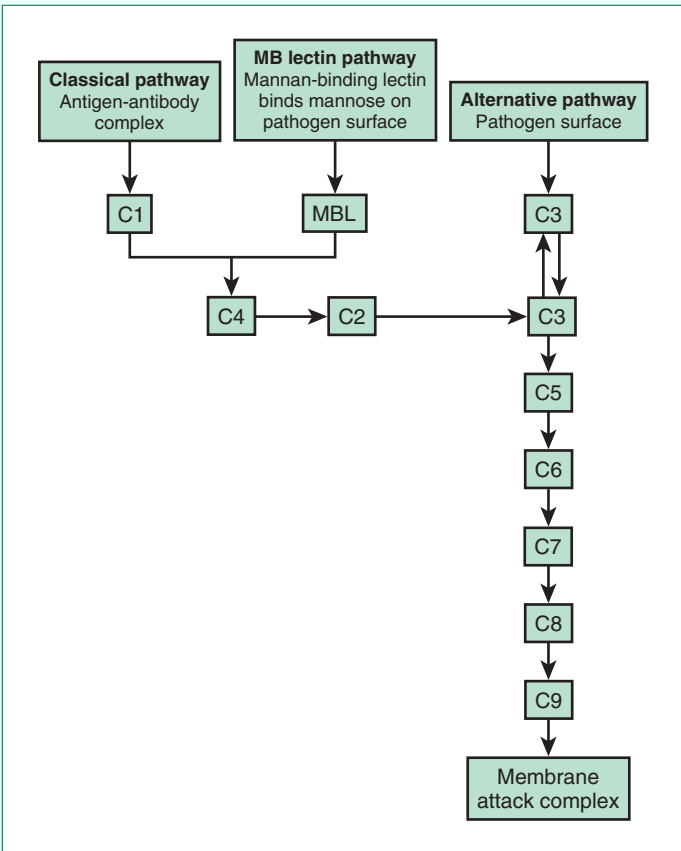 Classical pathway
Antigen-antibody
complex
MB lectin pathway
Mannan-binding lectin
binds mannose on
pathogen surface
Alternative pathway
Pathogen surface
C1
MBL
C3
C4
C2
C3
C5
C6
C7
C8
C9
Membrane
attack complex